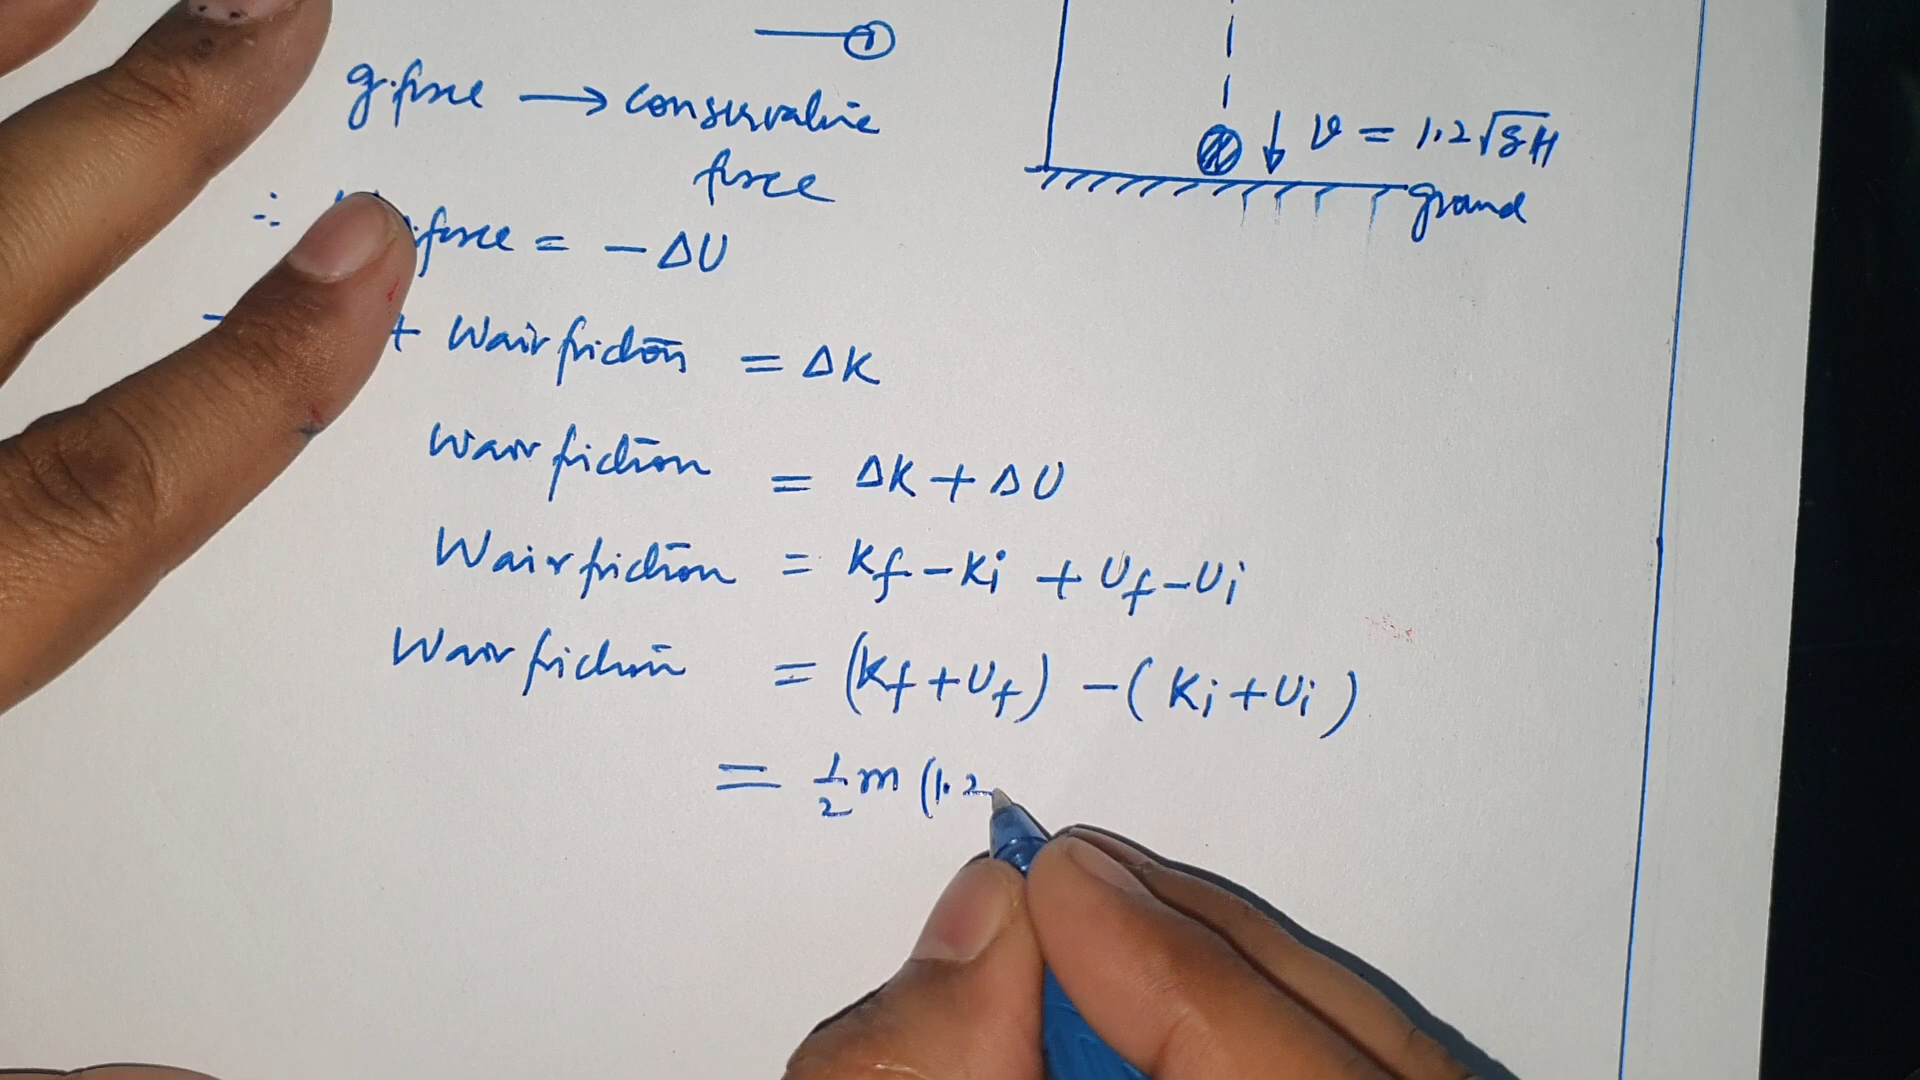 ①
g.force → conservative
force
v = 1.2√gH
ground
∴ force = - ΔU
+ Wair friction = ΔK
Wair friction = ΔK + ΔU
Wair friction = Kf - Ki + Uf - Ui
Wair friction = (Kf + Uf) - (Ki + Ui)
= 1/2 m (1.2